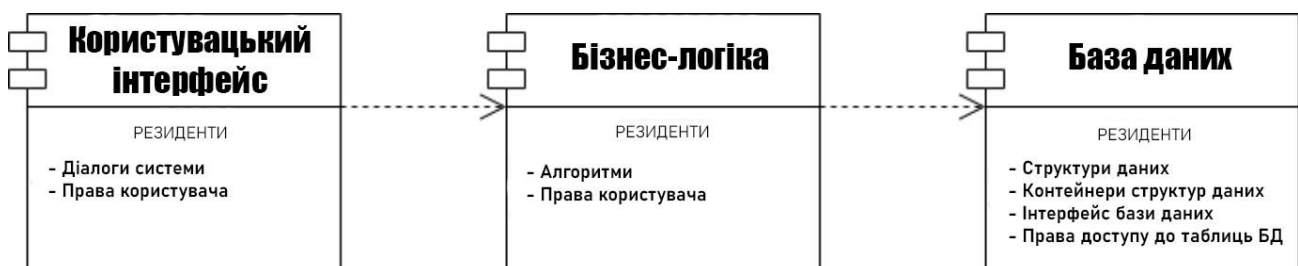 Користувацький
інтерфейс
РЕЗИДЕНТИ
- Діалоги системи
- Права користувача
Бізнес-логіка
РЕЗИДЕНТИ
- Алгоритми
- Права користувача
База даних
РЕЗИДЕНТИ
- Структури даних
- Контейнери структур даних
- Інтерфейс бази даних
- Права доступу до таблиць БД